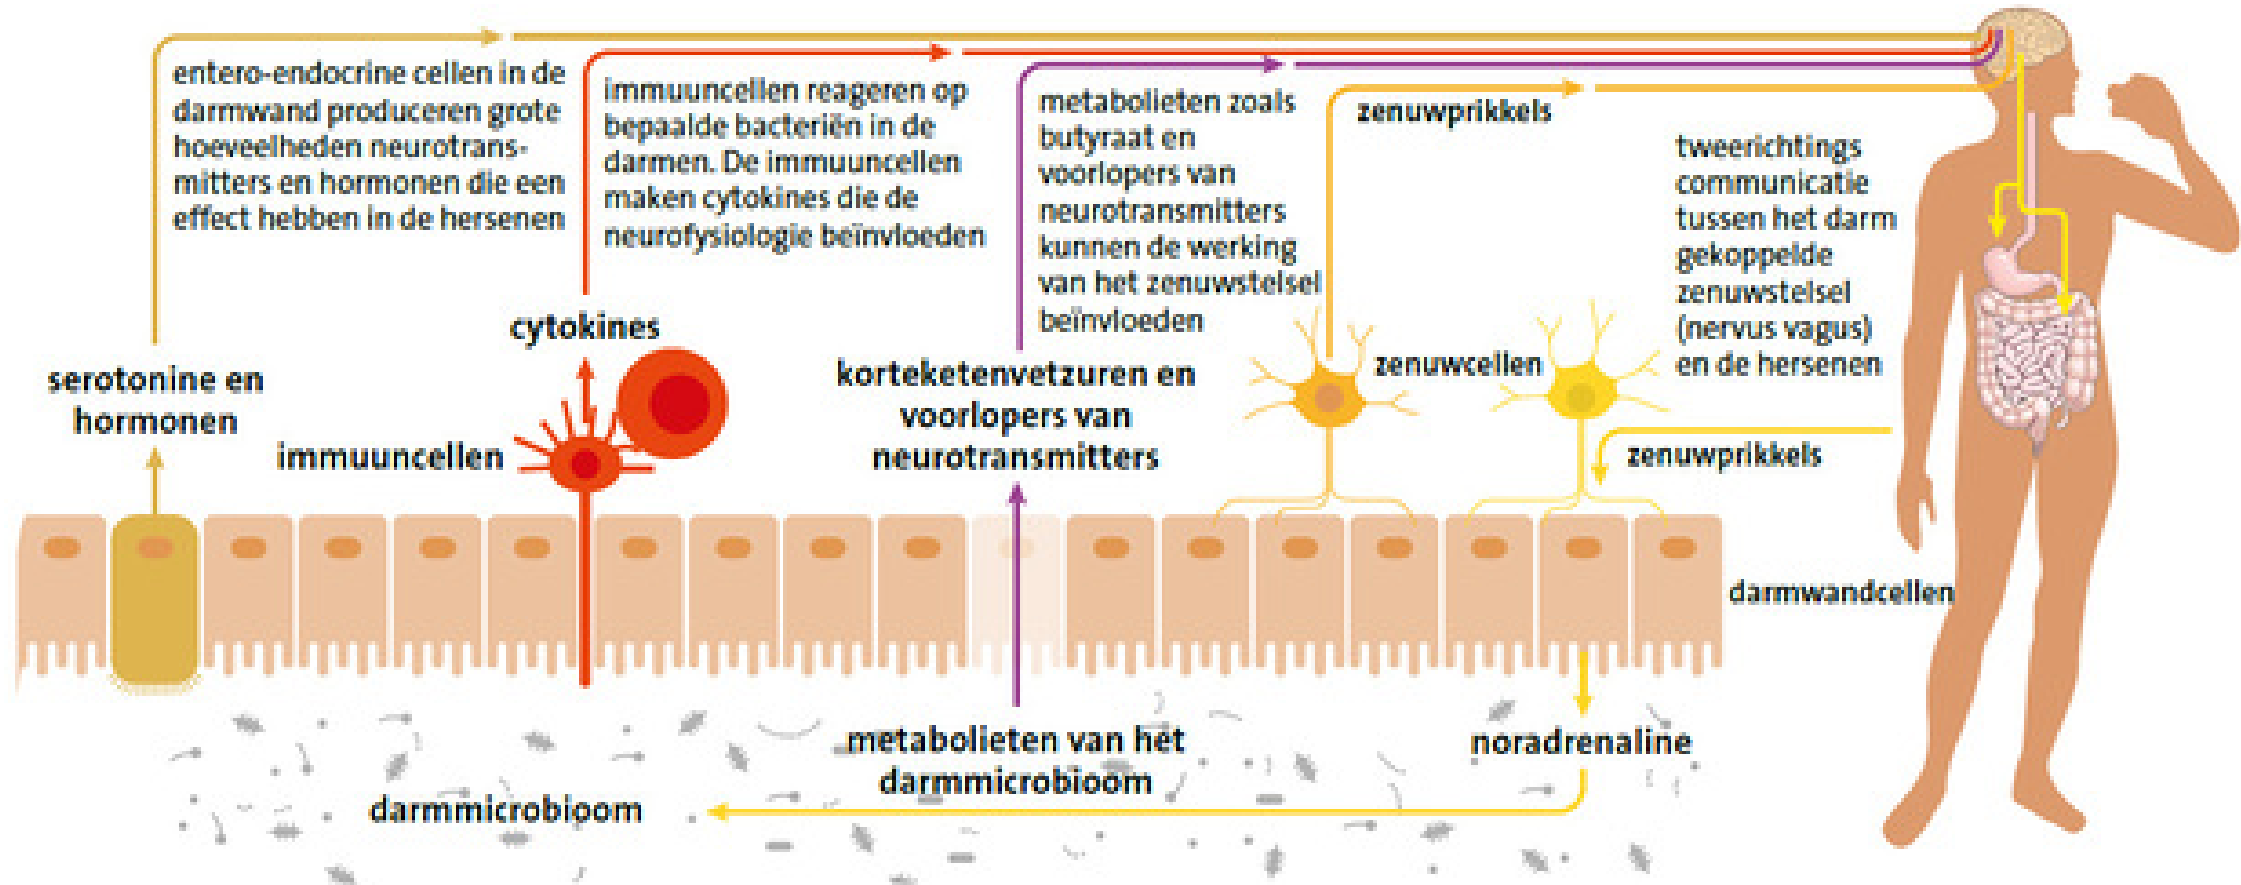 entero-endocrine cellen in de
darmwand produceren grote
hoeveelheden neurotrans-
mitters en hormonen die een
effect hebben in de hersenen
immuuncellen reageren op
bepaalde bacteriën in de
darmen. De immuuncellen
maken cytokines die de
neurofysiologie beïnvloeden
metabolieten zoals
butyraat en
voorlopers van
neurotransmitters
kunnen de werking
van het zenuwstelsel
beïnvloeden
zenuwprikkels
tweerichtings
communicatie
tussen het darm
gekoppelde
zenuwstelsel
(nervus vagus)
en de hersenen
serotonine en
hormonen
cytokines
immuuncellen
korteketenvetzuren en
voorlopers van
neurotransmitters
zenuwcellen
zenuwprikkels
darmwandcellen
metabolieten van het
darmmicrobioom
noradrenaline
darmmicrobioom